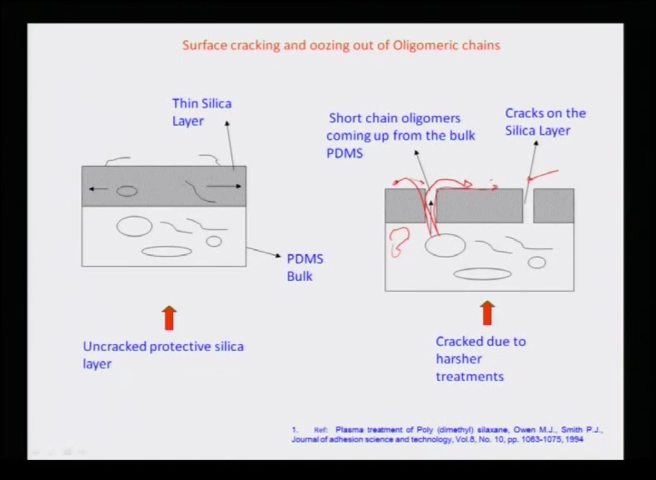 Surface cracking and oozing out of Oligomeric chains
Thin Silica
Layer
Short chain oligomers
coming up from the bulk
PDMS
Cracks on the
Silica Layer
PDMS
Bulk
Uncracked protective silica
layer
Cracked due to
harsher
treatments
1. Ref: Plasma treatment of Poly (dimethyl) silaxane, Owen M.J., Smith P.J.,
Journal of adhesion science and technology, Vol.8, No. 10, pp. 1063-1075, 1994